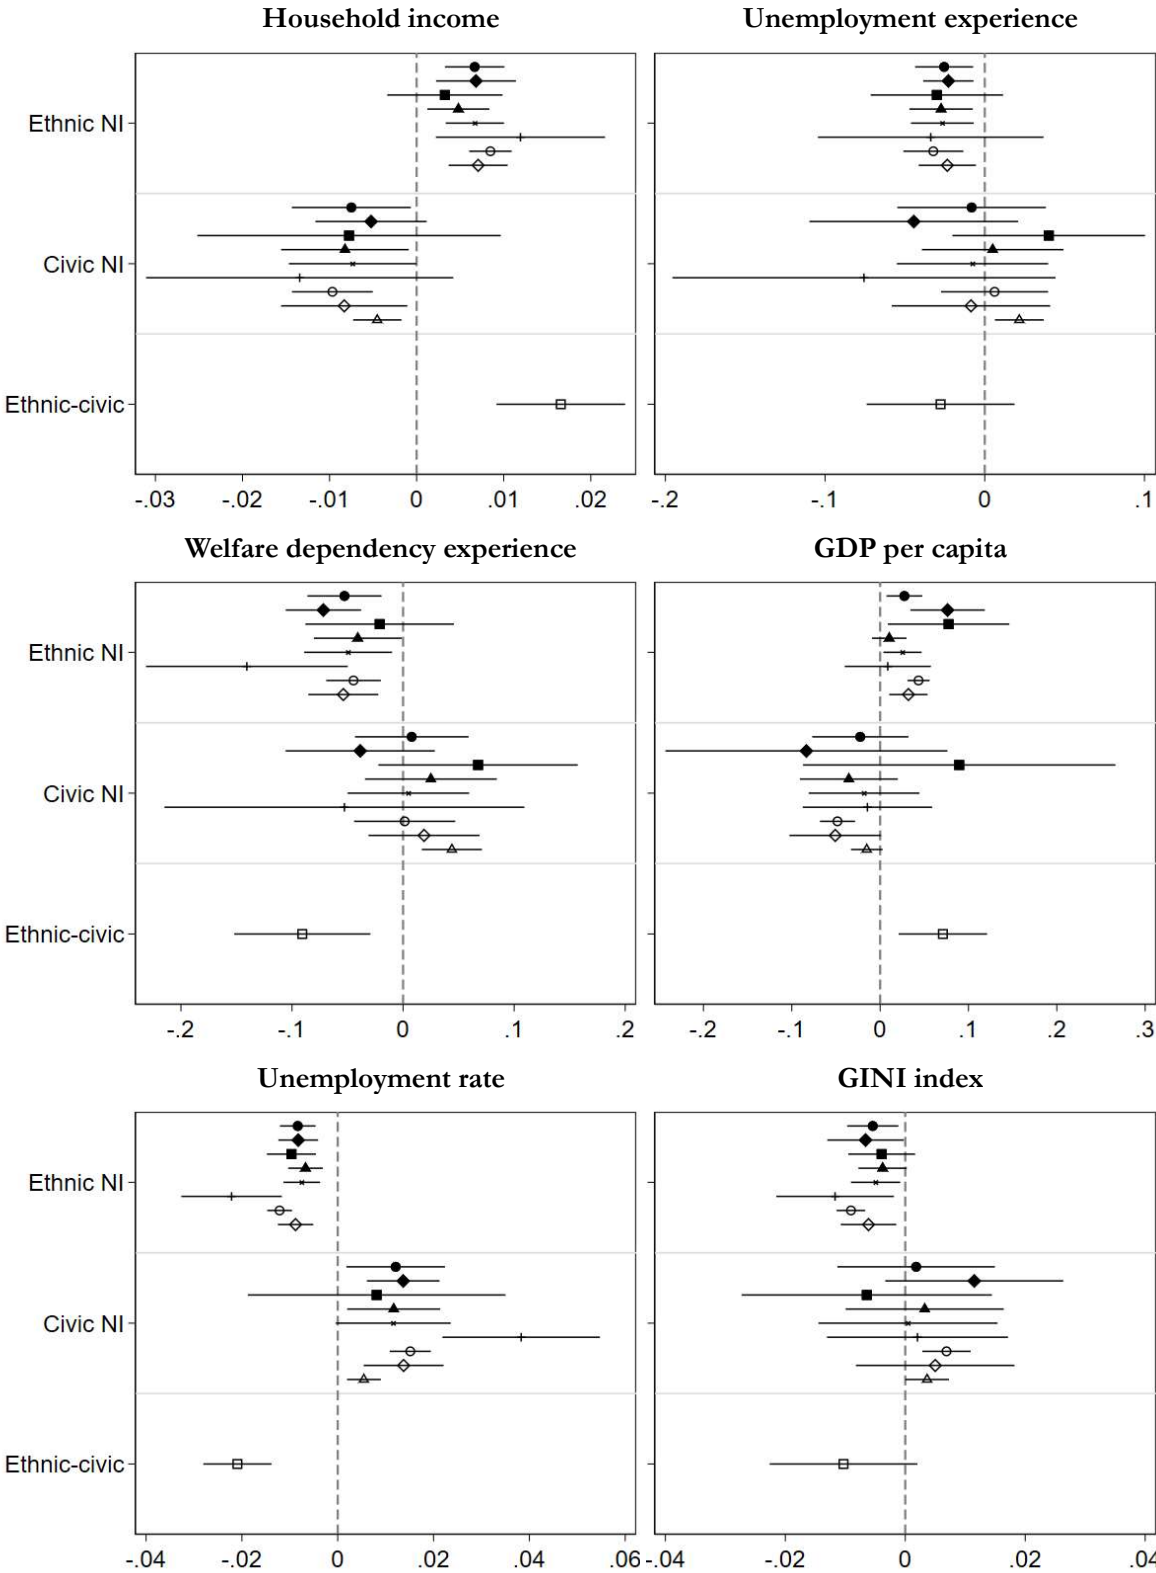 Household income Unemployment experience
Ethnic NI
Civic NI
Ethnic-civic
-.03 -.02 -.01 0 .01 .02 -.2 -.1 0 .1
Welfare dependency experience GDP per capita
Ethnic NI
Civic NI
Ethnic-civic
-.2 -.1 0 .1 .2 -.2 -.1 0 .1 .2 .3
Unemployment rate GINI index
Ethnic NI
Civic NI
Ethnic-civic
-.04 -.02 0 .02 .04 .06 -.04 -.02 0 .02 .04